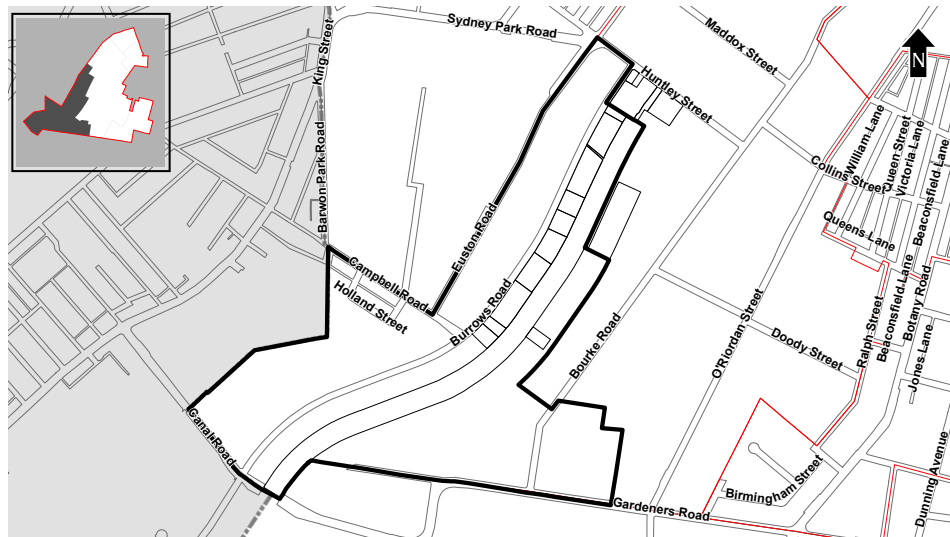 Sydney Park Road
Maddox Street
King Street
N
Huntley Street
William Lane
Queen Street
Victoria Lane
Beaconsfield Lane
Barwon Park Road
Collins Street
Queens Lane
Euston Road
Campbell Road
Holland Street
Burrows Road
Bourke Road
O'Riordan Street
Doody Street
Ralph Street
Beaconsfield Lane
Botany Road
Jones Lane
Canal Road
Birmingham Street
Gardeners Road
Dunning Avenue